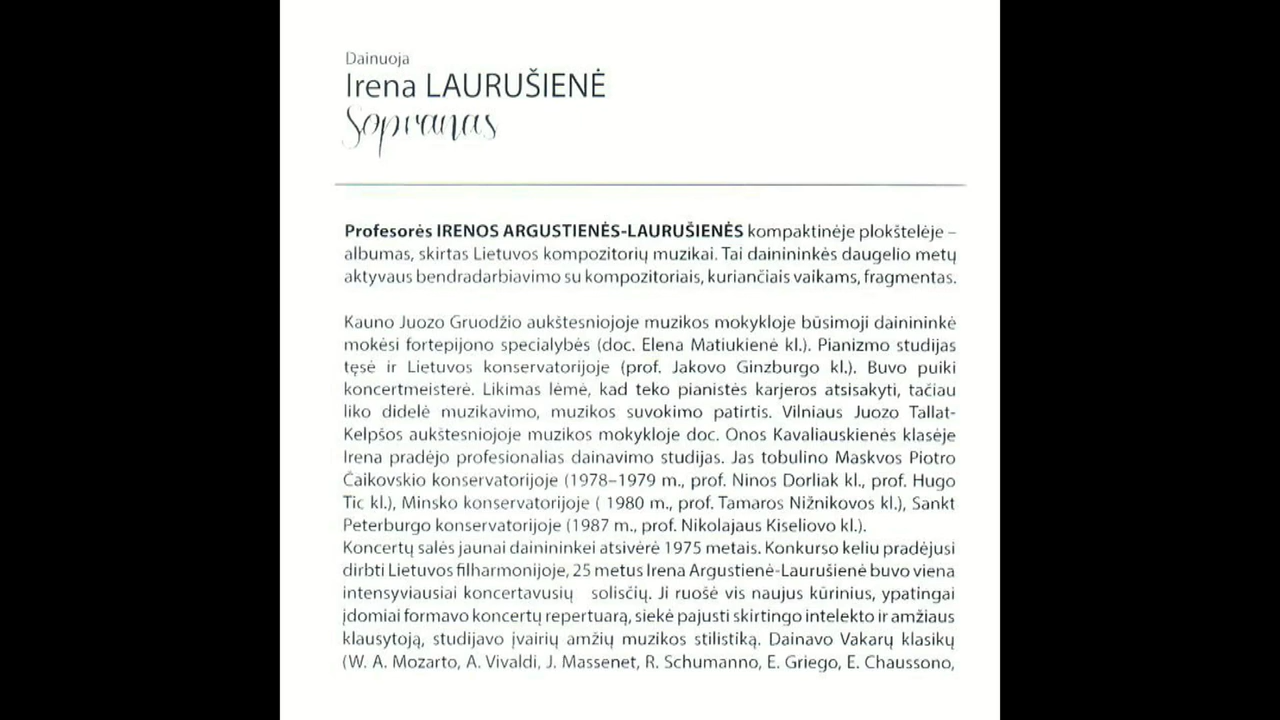 Dainuoja
Irena LAURUŠIENĖ
Sopranas
Profesorės IRENOS ARGUSTIENĖS-LAURUŠIENĖS kompaktinėje plokštelėje –
albumas, skirtas Lietuvos kompozitorių muzikai. Tai dainininkės daugelio metų
aktyvaus bendradarbiavimo su kompozitoriais, kuriančiais vaikams, fragmentas.
Kauno Juozo Gruodžio aukštesniojoje muzikos mokykloje būsimoji dainininkė
mokėsi fortepijono specialybės (doc. Elena Matiukienė kl.). Pianizmo studijas
tęsė ir Lietuvos konservatorijoje (prof. Jakovo Ginzburgo kl.). Buvo puiki
koncertmeisterė. Likimas lėmė, kad teko pianistės karjeros atsisakyti, tačiau
liko didelė muzikavimo, muzikos suvokimo patirtis. Vilniaus Juozo Tallat-
Kelpšos aukštesniojoje muzikos mokykloje doc. Onos Kavaliauskienės klasėje
Irena pradėjo profesionalias dainavimo studijas. Jas tobulino Maskvos Piotro
Čaikovskio konservatorijoje (1978–1979 m., prof. Ninos Dorliak kl., prof. Hugo
Tic kl.), Minsko konservatorijoje ( 1980 m., prof. Tamaros Nižnikovos kl.), Sankt
Peterburgo konservatorijoje (1987 m., prof. Nikolajaus Kiseliovo kl.).
Koncertų salės jaunai dainininkei atsivėrė 1975 metais. Konkurso keliu pradėjusi
dirbti Lietuvos filharmonijoje, 25 metus Irena Argustienė-Laurušienė buvo viena
intensyviausiai koncertavusių solisčių. Ji ruošė vis naujus kūrinius, ypatingai
įdomiai formavo koncertų repertuarą, siekė pajusti skirtingo intelekto ir amžiaus
klausytoją, studijavo įvairių amžių muzikos stilistiką. Dainavo Vakarų klasikų
(W. A. Mozarto, A. Vivaldi, J. Massenet, R. Schumanno, E. Griego, E. Chaussono,